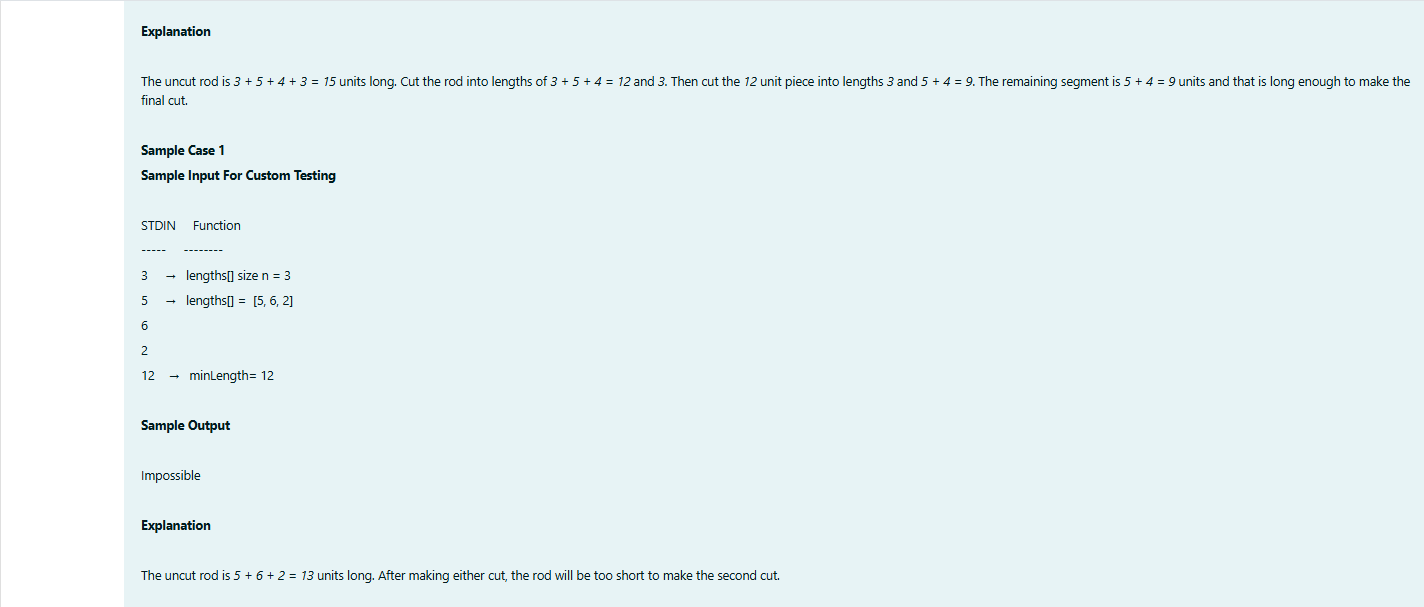 Explanation
The uncut rod is 3 + 5 + 4 + 3 = 15 units long. Cut the rod into lengths of 3 + 5 + 4 = 12 and 3. Then cut the 12 unit piece into lengths 3 and 5 + 4 = 9. The remaining segment is 5 + 4 = 9 units and that is long enough to make the
final cut.
Sample Case 1
Sample Input For Custom Testing
STDIN Function
----- --------
3 → lengths[] size n = 3
5 → lengths[] = [5, 6, 2]
6
2
12 → minLength= 12
Sample Output
Impossible
Explanation
The uncut rod is 5 + 6 + 2 = 13 units long. After making either cut, the rod will be too short to make the second cut.